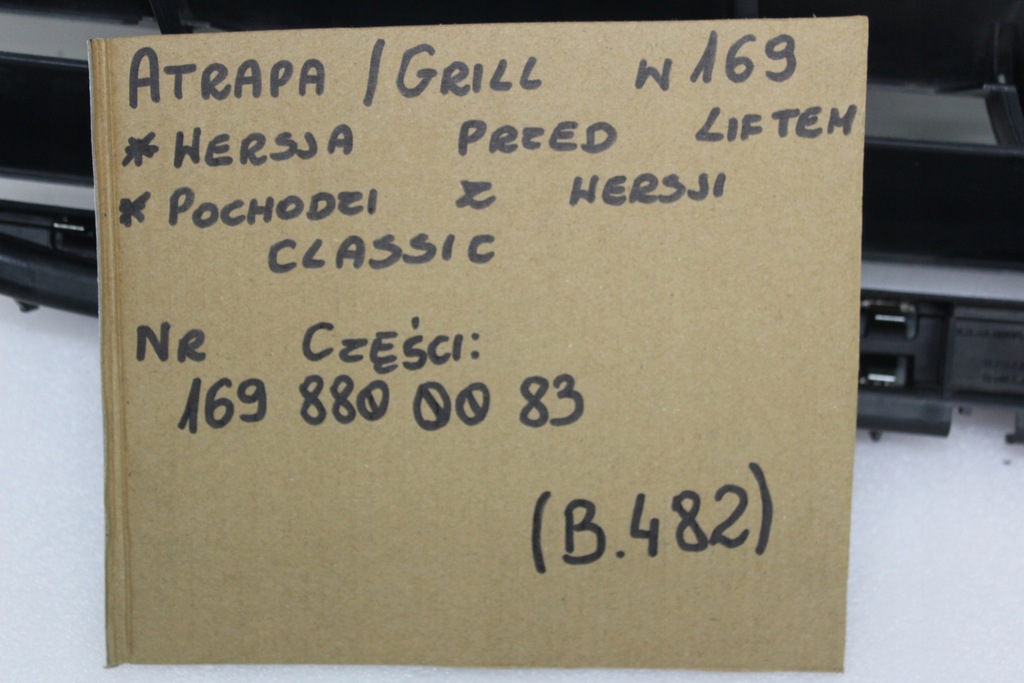 ATRAPA / GRILL W169
* WERSJA PRZED LIFTEM
* POCHODZI Z WERSJI
CLASSIC
NR CZĘŚCI:
169 880 00 83
(B.482)